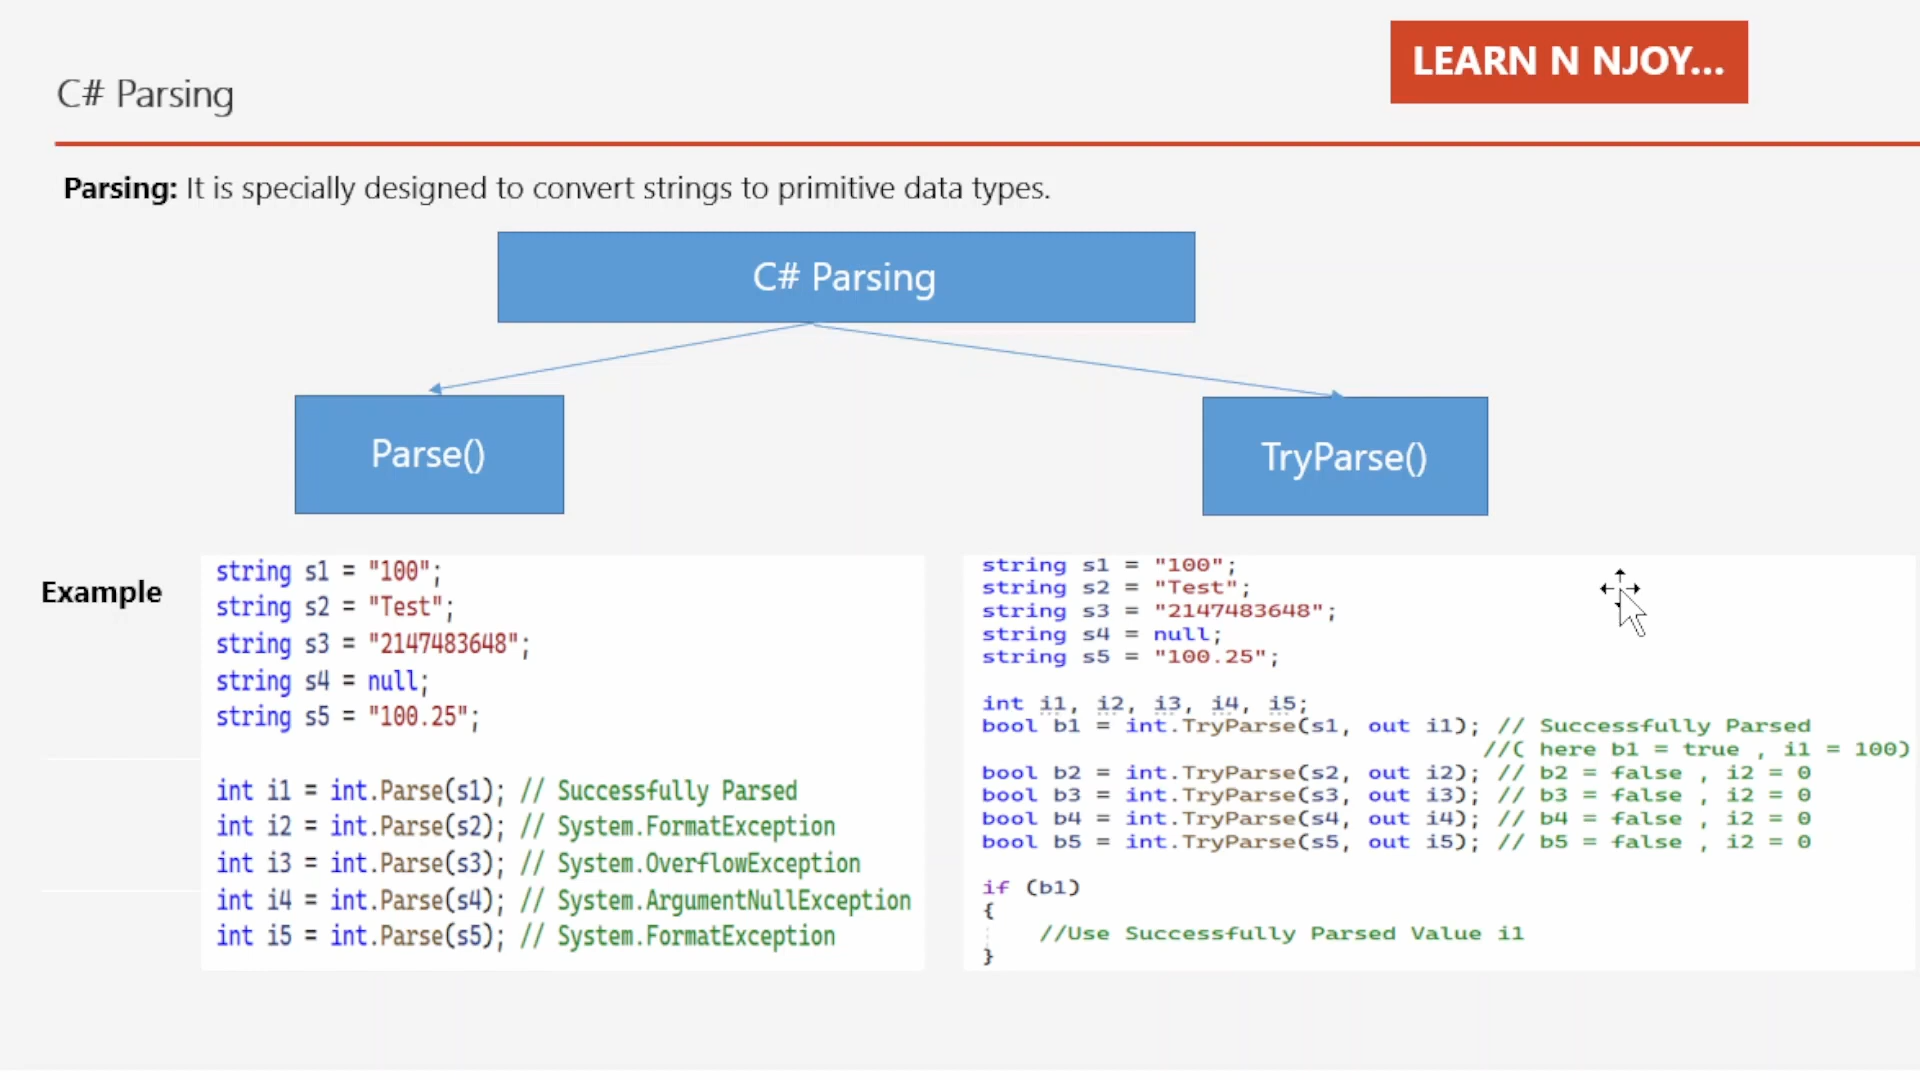 LEARN N NJOY...
C# Parsing
Parsing: It is specially designed to convert strings to primitive data types.
C# Parsing
Parse()
TryParse()
Example
string s1 = "100";
string s2 = "Test";
string s3 = "2147483648";
string s4 = null;
string s5 = "100.25";
int i1 = int.Parse(s1); // Successfully Parsed
int i2 = int.Parse(s2); // System.FormatException
int i3 = int.Parse(s3); // System.OverflowException
int i4 = int.Parse(s4); // System.ArgumentNullException
int i5 = int.Parse(s5); // System.FormatException
string s1 = "100";
string s2 = "Test";
string s3 = "2147483648";
string s4 = null;
string s5 = "100.25";
int i1, i2, i3, i4, i5;
bool b1 = int.TryParse(s1, out i1); // Successfully Parsed
//( here b1 = true , i1 = 100)
bool b2 = int.TryParse(s2, out i2); // b2 = false , i2 = 0
bool b3 = int.TryParse(s3, out i3); // b3 = false , i2 = 0
bool b4 = int.TryParse(s4, out i4); // b4 = false , i2 = 0
bool b5 = int.TryParse(s5, out i5); // b5 = false , i2 = 0
if (b1)
{
//Use Successfully Parsed Value i1
}